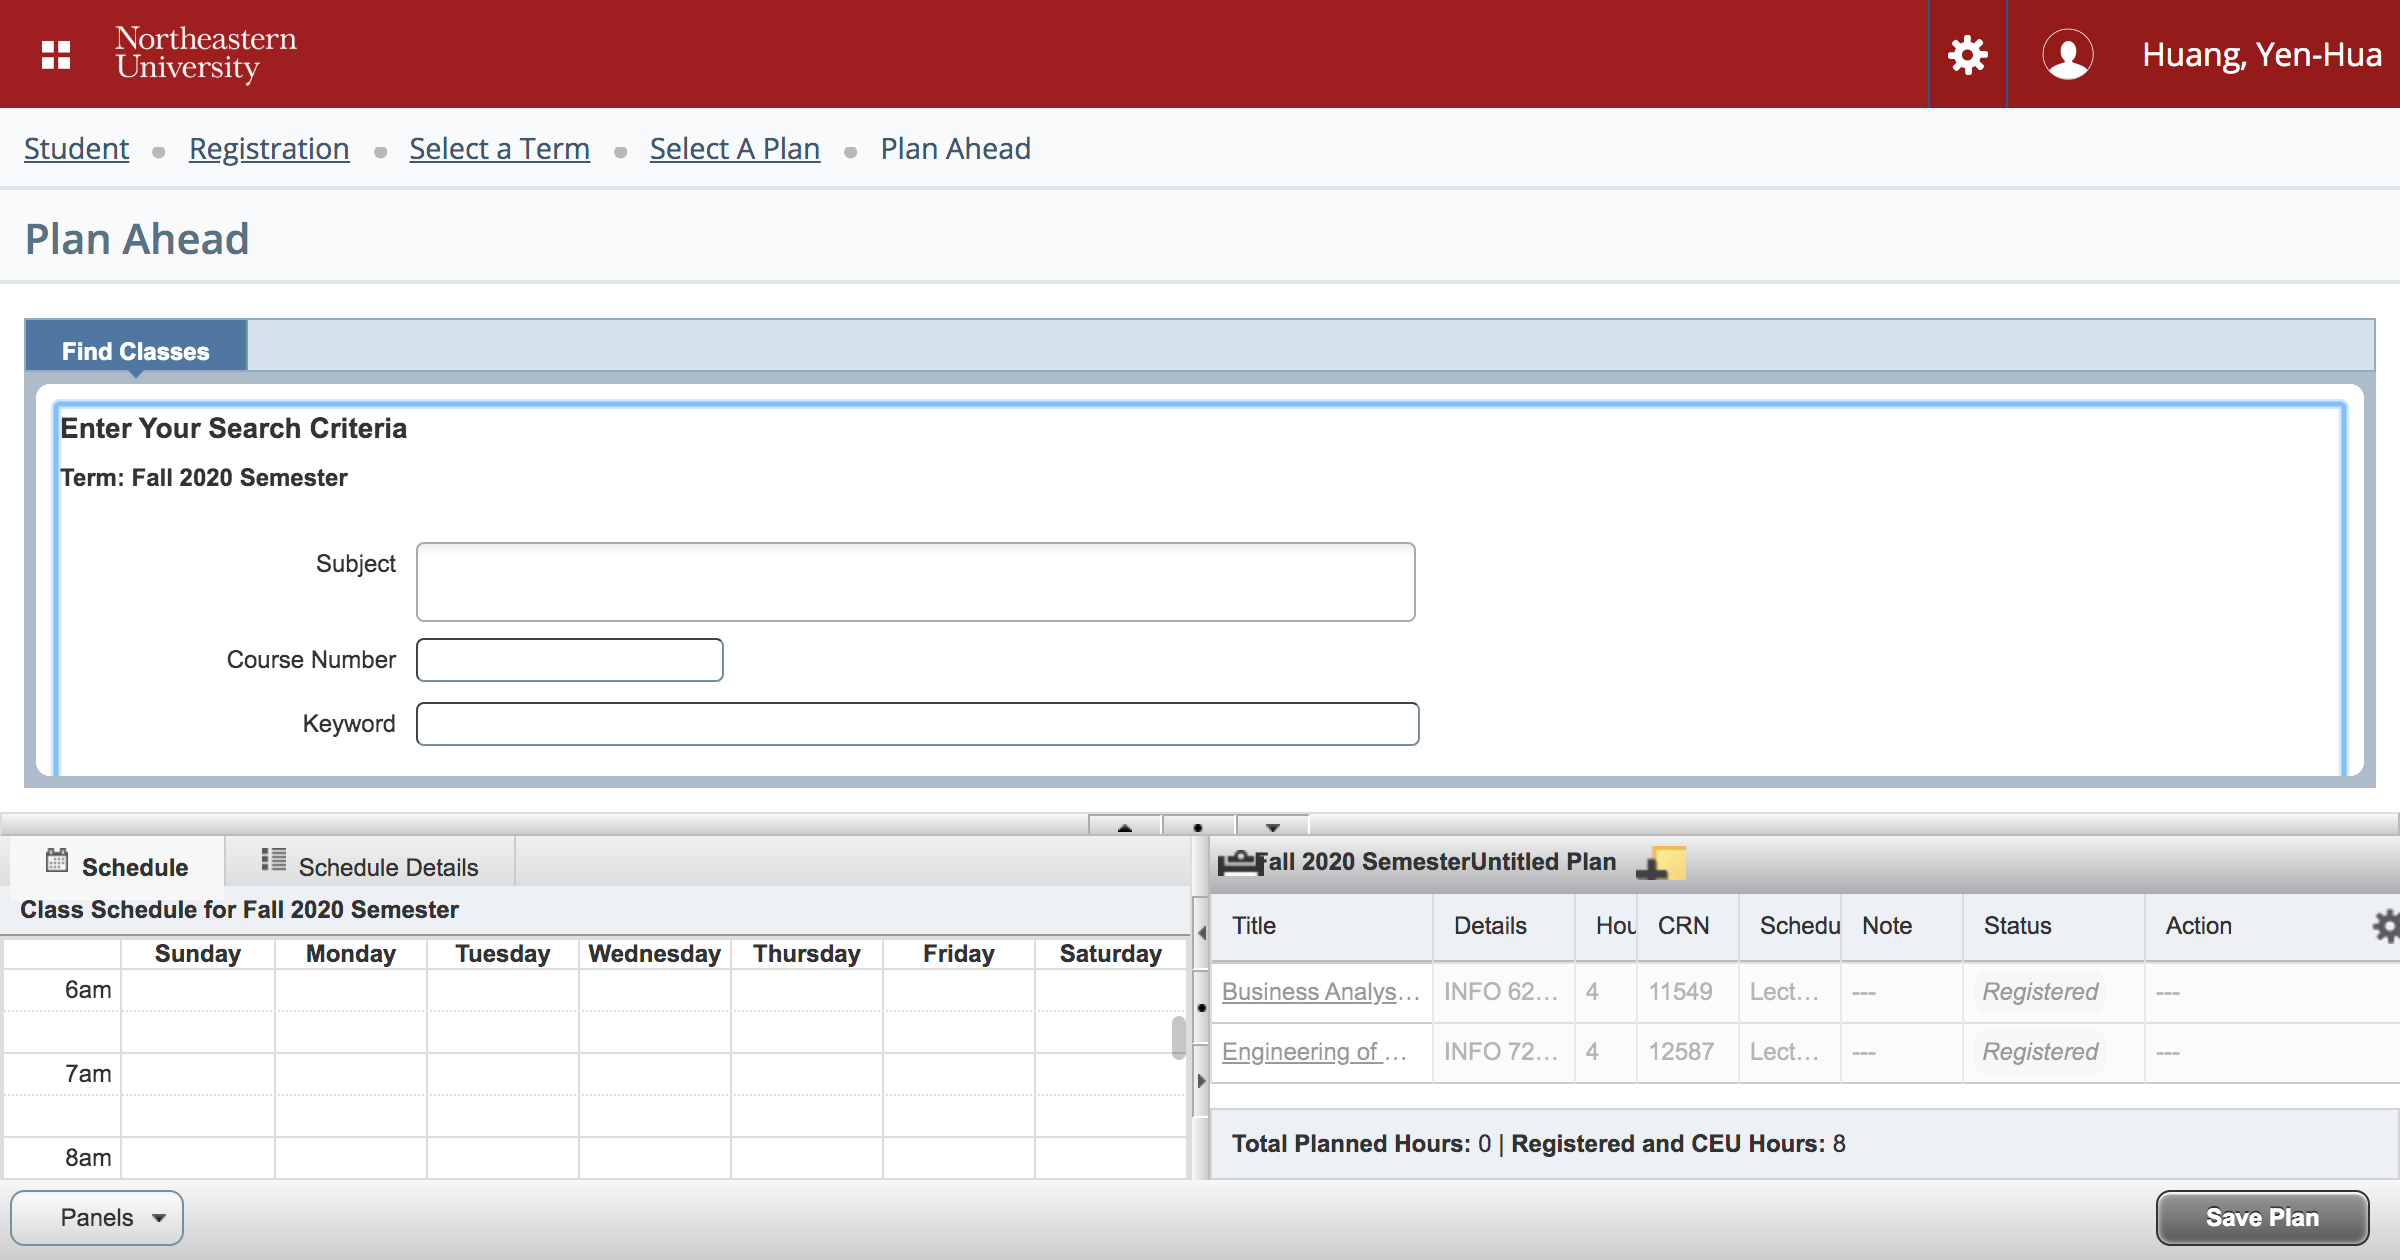 Northeastern
University
Huang, Yen-Hua
Student Registration Select a Term Select A Plan Plan Ahead
Plan Ahead
Find Classes
Enter Your Search Criteria
Term: Fall 2020 Semester
Subject
Course Number
Keyword
Schedule Schedule Details
Class Schedule for Fall 2020 Semester
Sunday Monday Tuesday Wednesday Thursday Friday Saturday
6am
7am
8am
Fall 2020 SemesterUntitled Plan
Title Details Hou CRN Schedu Note Status Action
Business Analys... INFO 62... 4 11549 Lect... --- Registered ---
Engineering of ... INFO 72... 4 12587 Lect... --- Registered ---
Total Planned Hours: 0 | Registered and CEU Hours: 8
Panels
Save Plan